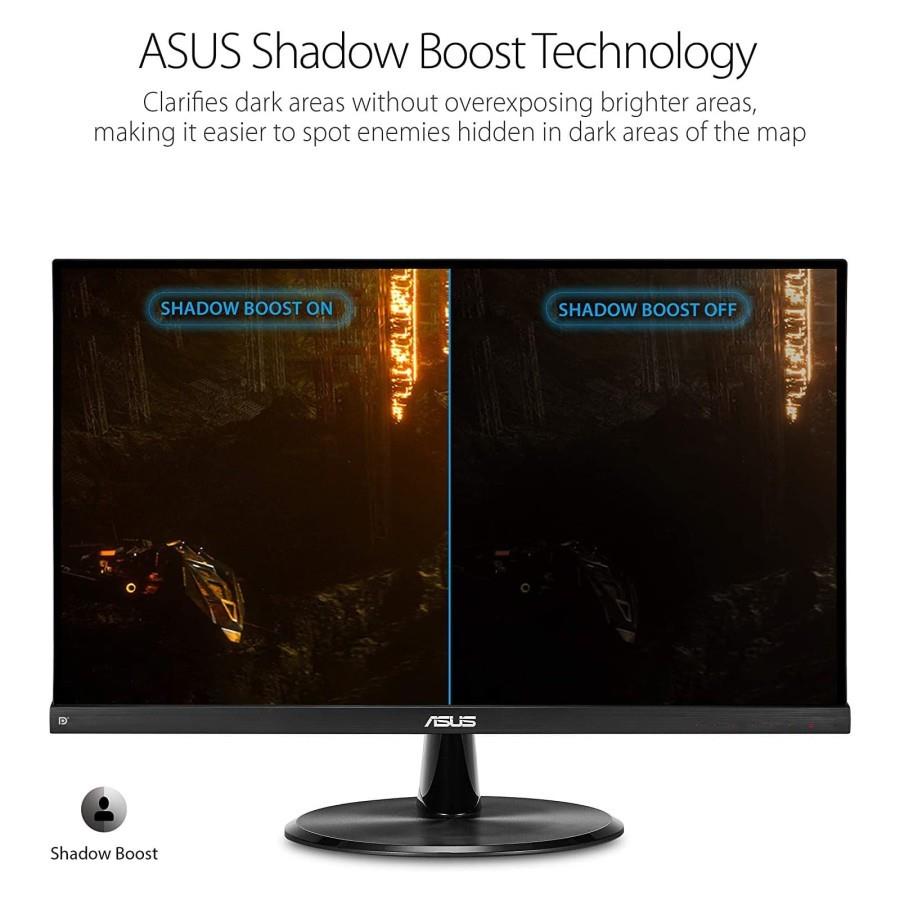 ASUS Shadow Boost Technology
Clarifies dark areas without overexposing brighter areas,
making it easier to spot enemies hidden in dark areas of the map
SHADOW BOOST ON
SHADOW BOOST OFF
ASUS
Shadow Boost